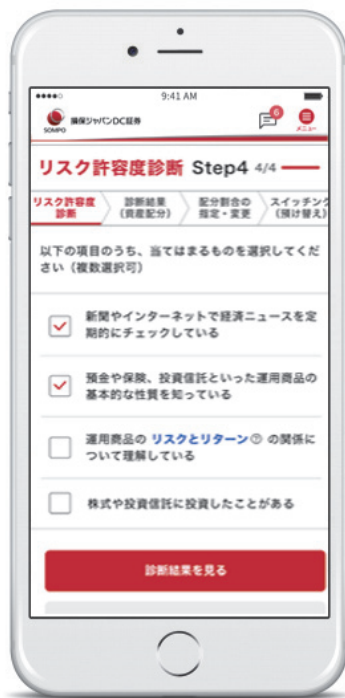 9:41 AM
SOMPO
損保ジャパンDC証券
6
メニュー
リスク許容度診断 Step4 4/4
リスク許容度
診断
診断結果
(資産配分)
配分割合の
指定・変更
スイッチング
(預け替え)
以下の項目のうち、当てはまるものを選択してくだ
さい（複数選択可）
新聞やインターネットで経済ニュースを定
期的にチェックしている
預金や保険、投資信託といった運用商品の
基本的な性質を知っている
運用商品の リスクとリターン ? の関係に
ついて理解している
株式や投資信託に投資したことがある
診断結果を見る